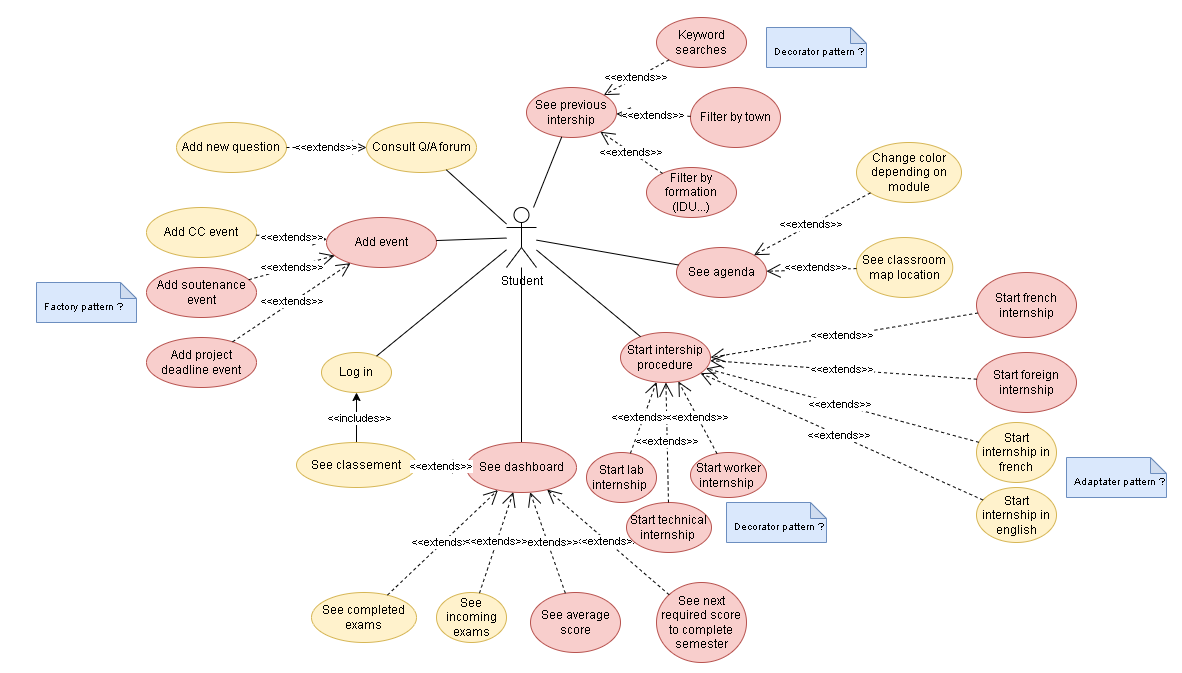 Keyword
searches
Decorator pattern ?
<<extends>>
See previous
intership
<<extends>>
Filter by town
Add new question
<<extends>>
Consult Q/A forum
<<extends>>
Filter by
formation
(IDU...)
Change color
depending on
module
<<extends>>
Add CC event
<<extends>>
Add event
See agenda
<<extends>>
See classroom
map location
<<extends>>
Add soutenance
event
<<extends>>
Student
Factory pattern ?
Start french
internship
<<extends>>
Add project
deadline event
Log in
Start intership
procedure
<<extends>>
Start foreign
internship
<<includes>>
<<extends>>
<<extends>>
<<extends>>
<<extends>>
<<extends>>
Start
internship in
french
See classement
<<extends>>
See dashboard
Start lab
internship
Start worker
internship
Adaptater pattern ?
Start technical
internship
Decorator pattern ?
Start
internship in
english
<<extends>>
<<extends>>
<<extends>>
<<extends>>
See completed
exams
See
incoming
exams
See average
score
See next
required score
to complete
semester